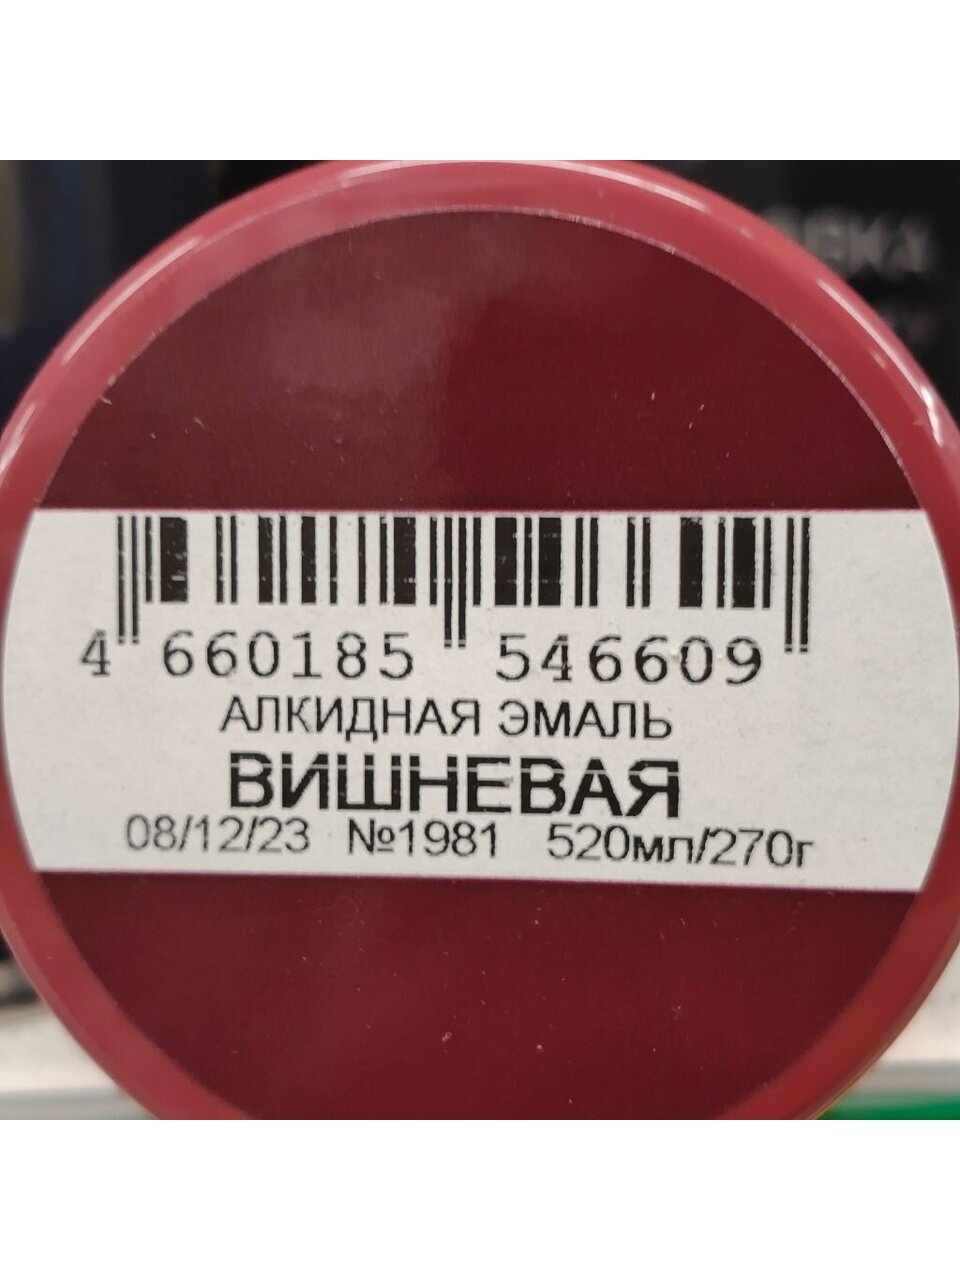 4 660185 546609
АЛКИДНАЯ ЭМАЛЬ
ВИШНЕВАЯ
08/12/23 №1981 520мл/270г